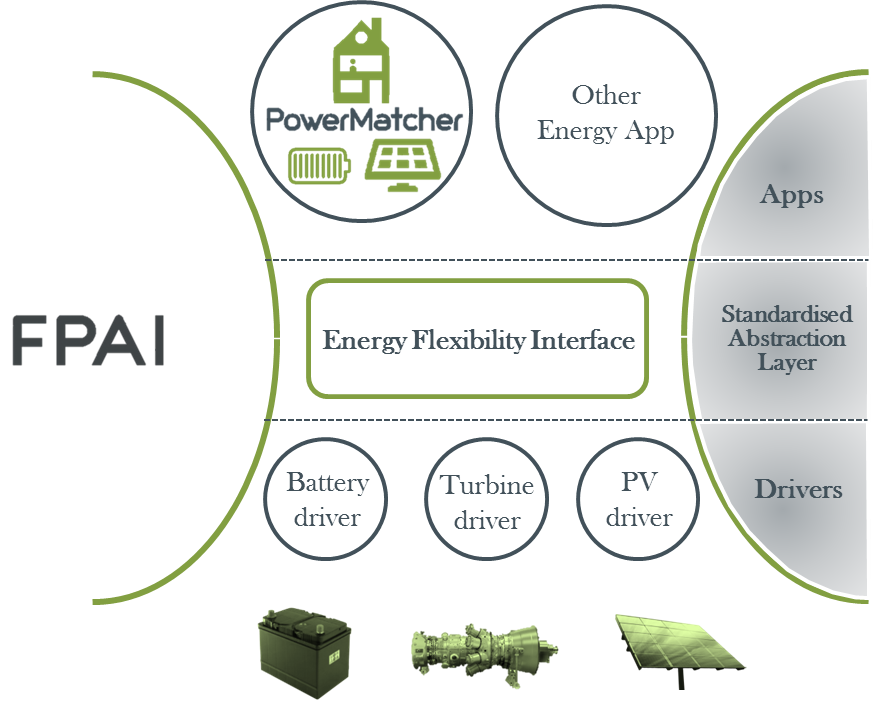 PowerMatcher
Other
Energy App
Apps
FPAI
Energy Flexibility Interface
Standardised
Abstraction
Layer
Battery
driver
Turbine
driver
PV
driver
Drivers